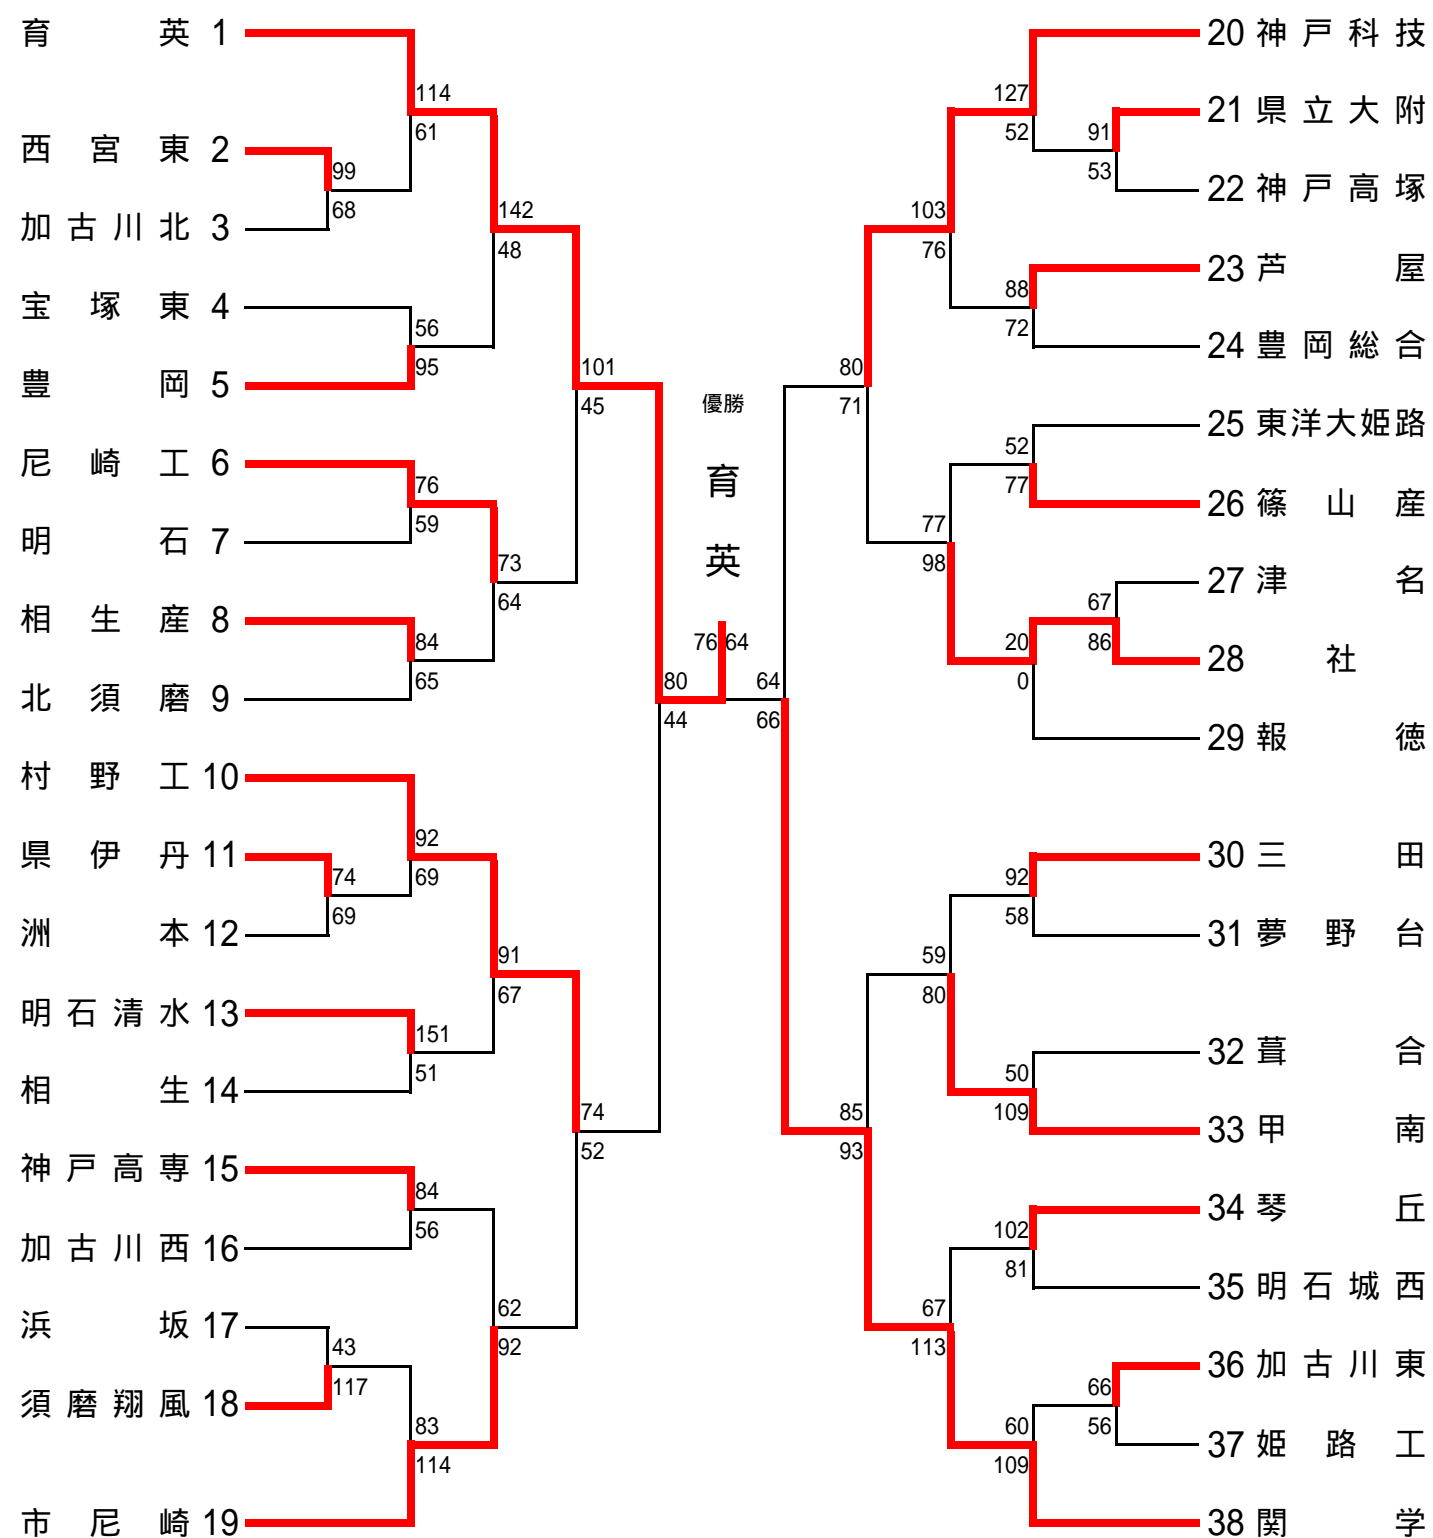 育英 1
114
61
西宮東 2
99
68
加古川北 3
142
48
宝塚東 4
56
95
豊岡 5
101
45
尼崎工 6
76
59
明石 7
73
64
相生産 8
84
65
北須磨 9
80
44
村野工 10
92
69
県伊丹 11
74
69
洲本 12
91
67
明石清水 13
151
51
相生 14
74
52
神戸高専 15
84
56
加古川西 16
62
92
浜坂 17
43
117
須磨翔風 18
83
114
市尼崎 19
優勝
育英
76 64
20 神戸科技
127
52
21 県立大附
91
53
22 神戸高塚
103
76
23 芦屋
88
72
24 豊岡総合
80
71
25 東洋大姫路
52
77
26 篠山産
77
98
27 津名
67
86
28 社
20
0
29 報徳
64
66
30 三田
92
58
31 夢野台
59
80
32 葺合
50
109
33 甲南
85
93
34 琴丘
102
81
35 明石城西
67
113
36 加古川東
66
56
37 姫路工
60
109
38 関学